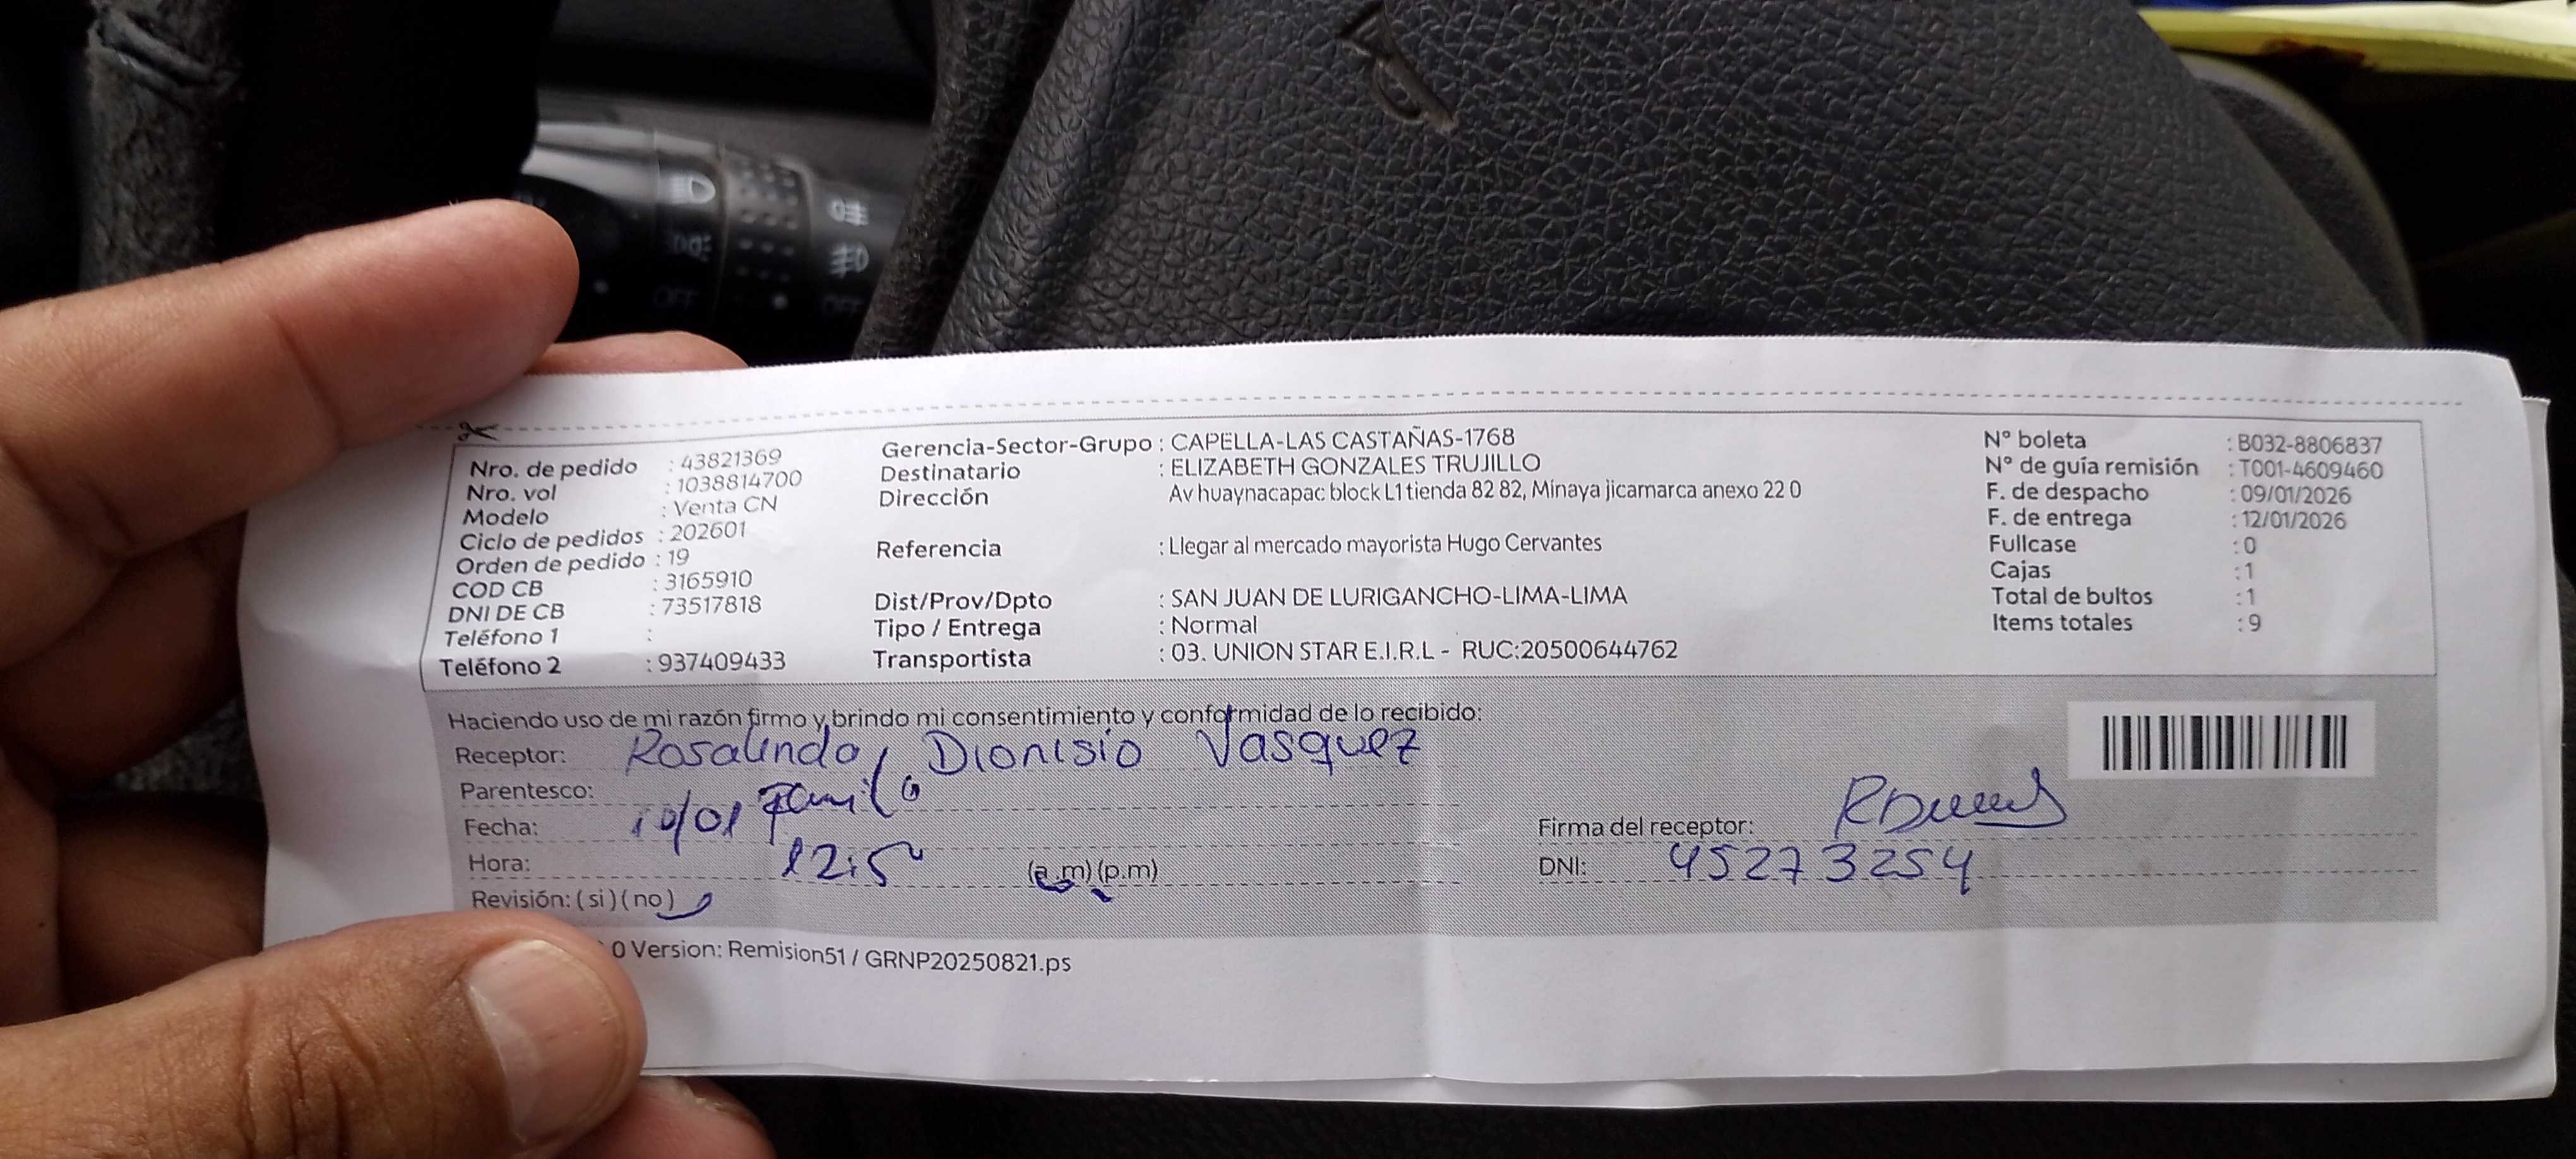 Nro. de pedido : 43821369
Nro. vol : 1038814700
Modelo : Venta CN
Ciclo de pedidos : 202601
Orden de pedido : 19
COD CB : 3165910
DNI DE CB : 73517818
Teléfono 1 :
Teléfono 2 : 937409433
Gerencia-Sector-Grupo : CAPELLA-LAS CASTAÑAS-1768
Destinatario : ELIZABETH GONZALES TRUJILLO
Dirección Av huaynacapac block L1 tienda 82 82, Minaya jicamarca anexo 22 0
Referencia : Llegar al mercado mayorista Hugo Cervantes
Dist/Prov/Dpto : SAN JUAN DE LURIGANCHO-LIMA-LIMA
Tipo / Entrega : Normal
Transportista : 03. UNION STAR E.I.R.L - RUC:20500644762
N° boleta : B032-8806837
N° de guía remisión : T001-4609460
F. de despacho : 09/01/2026
F. de entrega : 12/01/2026
Fullcase : 0
Cajas : 1
Total de bultos : 1
Items totales : 9
Haciendo uso de mi razón firmo y brindo mi consentimiento y conformidad de lo recibido:
Receptor: Rosalinda Dionisio Vasquez
Parentesco:
Fecha: 10/01
Hora: 12:5 (a.m) (p.m)
Revisión: (si) (no)
Firma del receptor:
DNI: 45273254
0 Version: Remision51 / GRNP20250821.ps
OFF
OFF